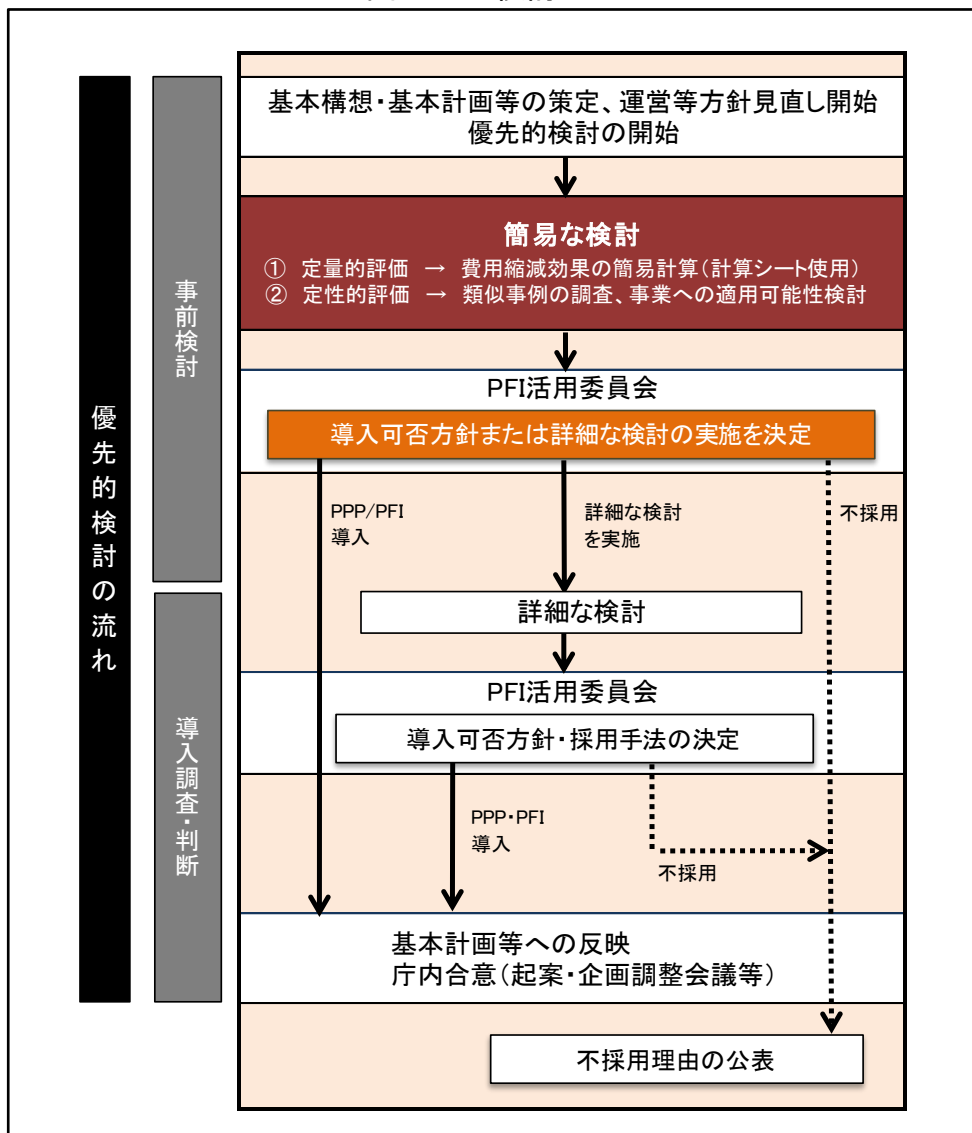 優先的検討の流れ
事前検討
導入調査・判断
基本構想・基本計画等の策定、運営等方針見直し開始
優先的検討の開始
簡易な検討
① 定量的評価 → 費用縮減効果の簡易計算(計算シート使用)
② 定性的評価 → 類似事例の調査、事業への適用可能性検討
PFI活用委員会
導入可否方針または詳細な検討の実施を決定
PPP/PFI
導入
詳細な検討
を実施
不採用
詳細な検討
PFI活用委員会
導入可否方針・採用手法の決定
PPP・PFI
導入
不採用
基本計画等への反映
庁内合意(起案・企画調整会議等)
不採用理由の公表